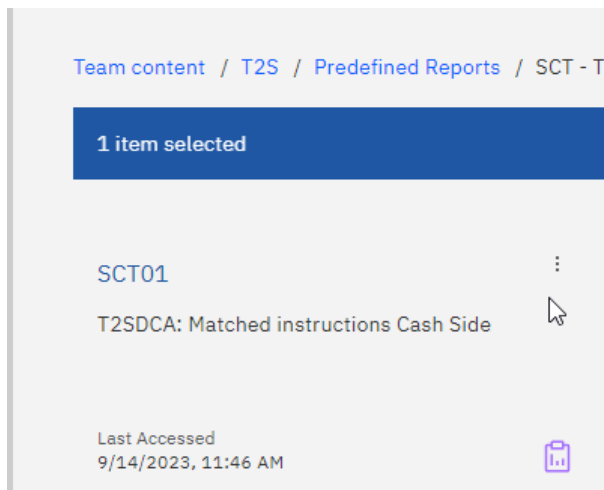 Team content / T2S / Predefined Reports / SCT - T
1 item selected
SCT01
T2SDCA: Matched instructions Cash Side
Last Accessed
9/14/2023, 11:46 AM